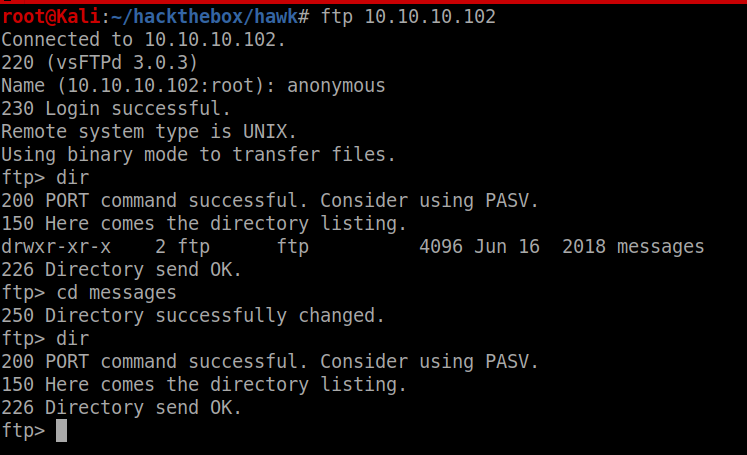 root@Kali:~/hackthebox/hawk# ftp 10.10.10.102
Connected to 10.10.10.102.
220 (vsFTPd 3.0.3)
Name (10.10.10.102:root): anonymous
230 Login successful.
Remote system type is UNIX.
Using binary mode to transfer files.
ftp> dir
200 PORT command successful. Consider using PASV.
150 Here comes the directory listing.
drwxr-xr-x    2 ftp      ftp          4096 Jun 16  2018 messages
226 Directory send OK.
ftp> cd messages
250 Directory successfully changed.
ftp> dir
200 PORT command successful. Consider using PASV.
150 Here comes the directory listing.
226 Directory send OK.
ftp>